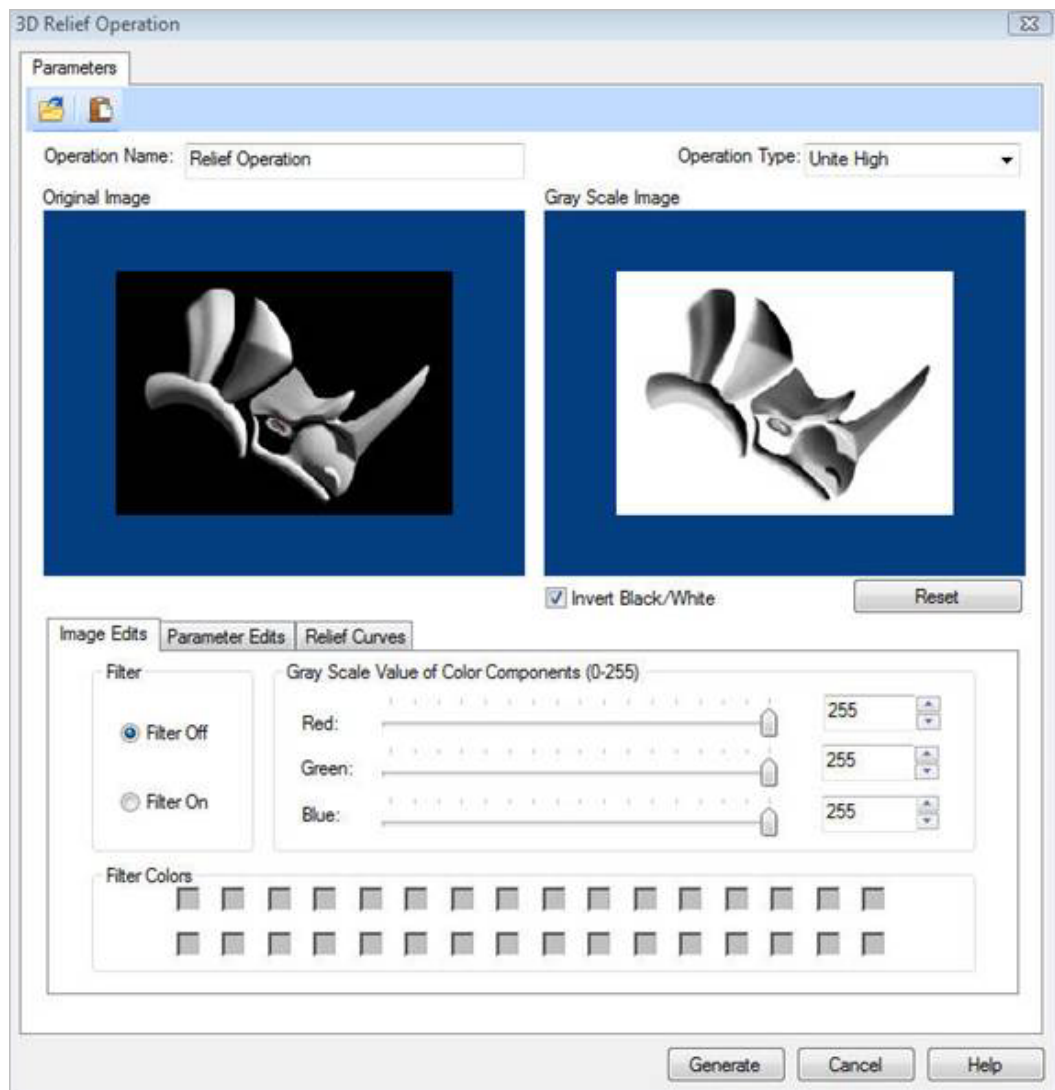 3D Relief Operation
Parameters
Operation Name: Relief Operation Operation Type: Unite High
Original Image Gray Scale Image
Invert Black/White Reset
Image Edits Parameter Edits Relief Curves
Filter Gray Scale Value of Color Components (0-255)
Red: 255
Filter Off
Green: 255
Filter On
Blue: 255
Filter Colors
Generate Cancel Help